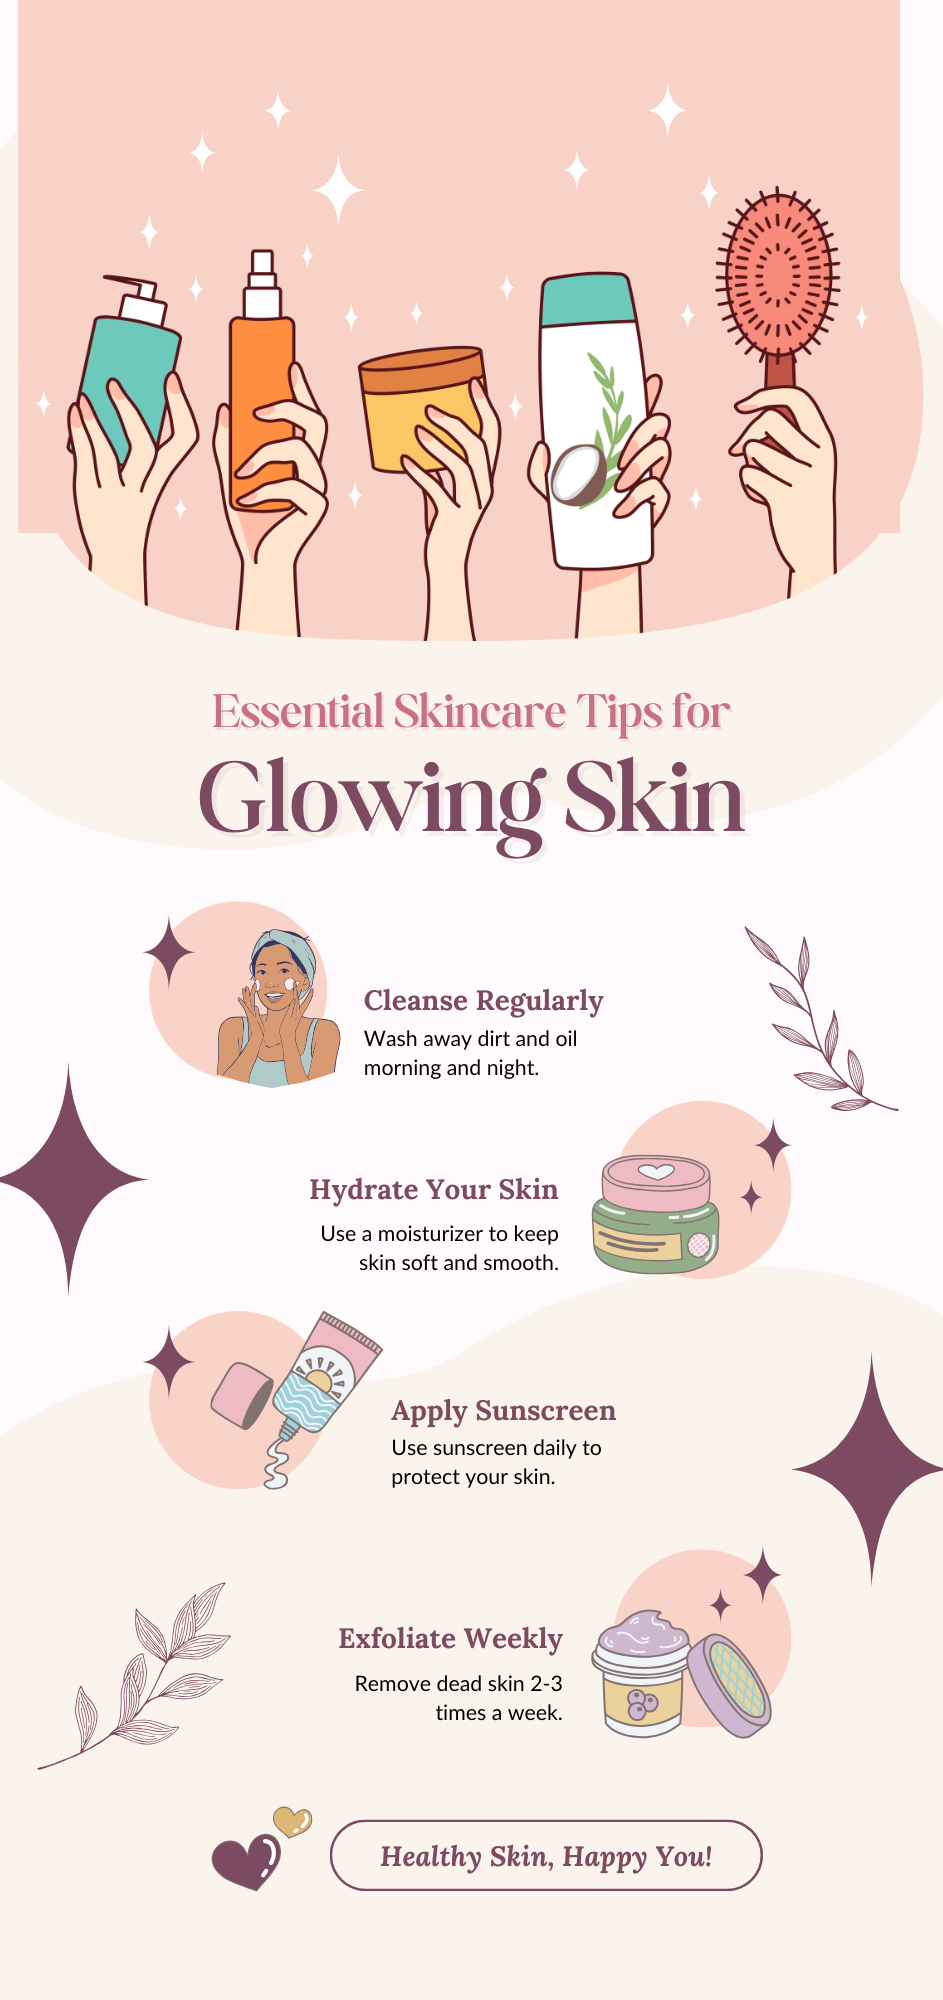 Essential Skincare Tips for
Glowing Skin
Cleanse Regularly
Wash away dirt and oil
morning and night.
Hydrate Your Skin
Use a moisturizer to keep
skin soft and smooth.
Apply Sunscreen
Use sunscreen daily to
protect your skin.
Exfoliate Weekly
Remove dead skin 2-3
times a week.
Healthy Skin, Happy You!